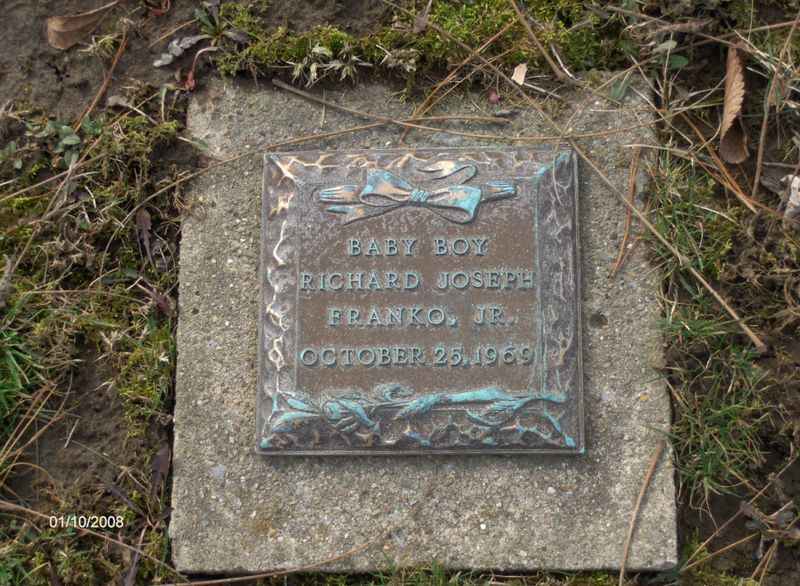 BABY BOY
RICHARD JOSEPH
FRANKO, JR.
OCTOBER 25, 1969
01/10/2008